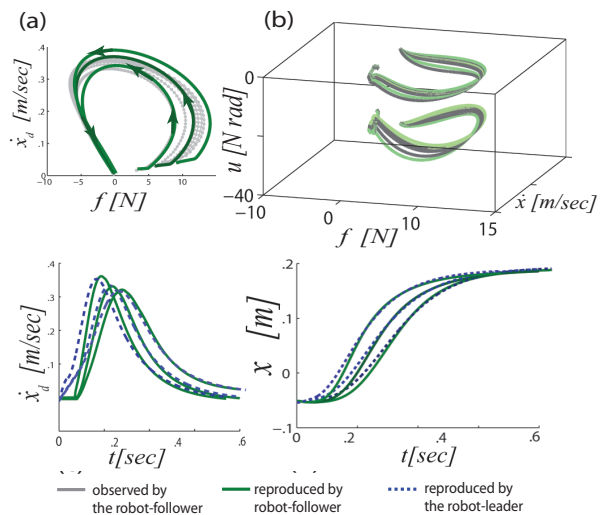 (a)
(b)
.4
.3
.2
.1
0
ẋ_d [m/sec]
−10
−5
0
5
10
f [N]
0
−40
u [N rad]
−10
0
10
15
f [N]
ẋ [m/sec]
.4
.3
.2
.1
ẋ_d [m/sec]
0
.2
.4
.6
t[sec]
.2
.1
0
−.1
x [m]
.2
.4
.6
t[sec]
observed by
the robot-follower
reproduced by
robot-follower
reproduced by
the robot-leader